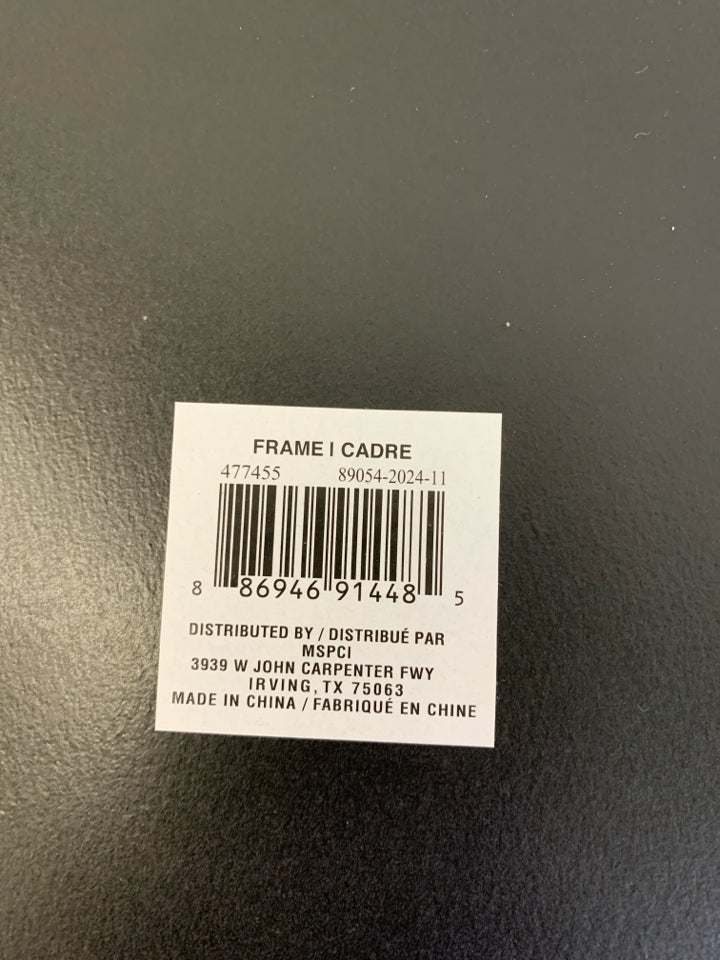 FRAME | CADRE
477455 89054-2024-11
8 86946 91448 5
DISTRIBUTED BY / DISTRIBUÉ PAR
MSPCI
3939 W JOHN CARPENTER FWY
IRVING, TX 75063
MADE IN CHINA / FABRIQUÉ EN CHINE